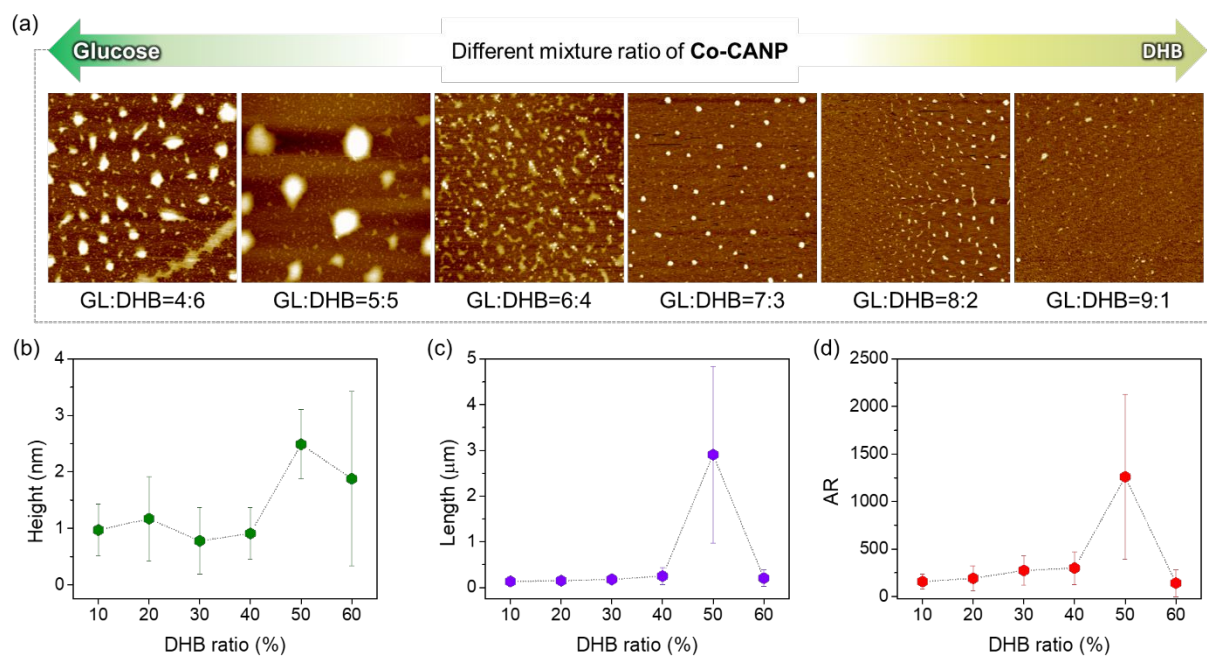 (a)
Glucose
Different mixture ratio of Co-CANP
DHB
GL:DHB=4:6
GL:DHB=5:5
GL:DHB=6:4
GL:DHB=7:3
GL:DHB=8:2
GL:DHB=9:1
(b)
4
3
2
1
0
Height (nm)
10 20 30 40 50 60
DHB ratio (%)
(c)
5
4
3
2
1
0
Length (μm)
10 20 30 40 50 60
DHB ratio (%)
(d)
2500
2000
1500
1000
500
0
AR
10 20 30 40 50 60
DHB ratio (%)